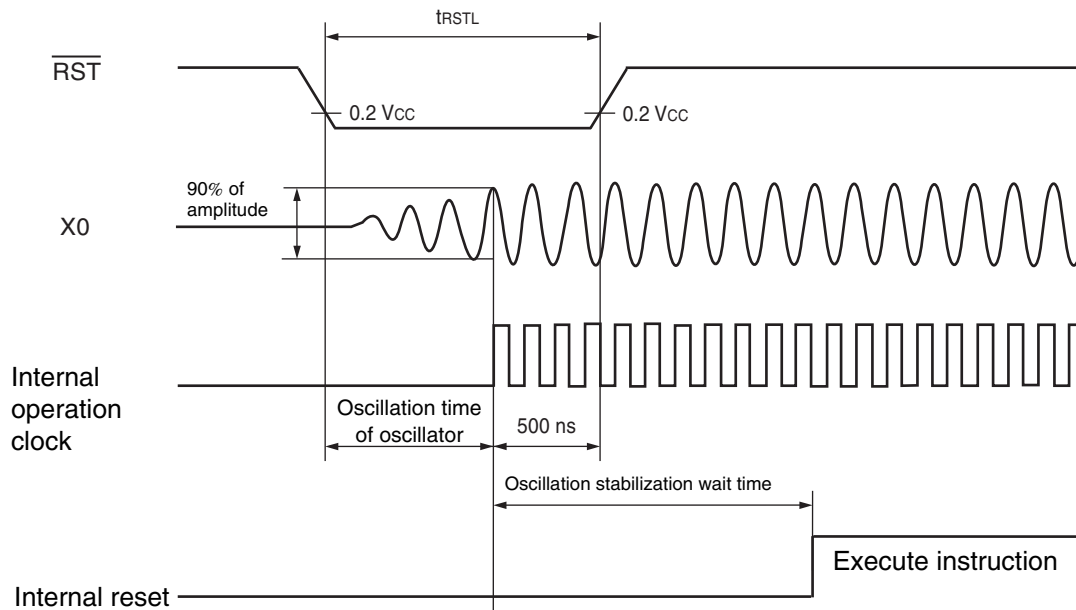 tRSTL
RST
0.2 VCC
0.2 VCC
90% of
amplitude
X0
Internal
operation
clock
Oscillation time
of oscillator
500 ns
Oscillation stabilization wait time
Execute instruction
Internal reset